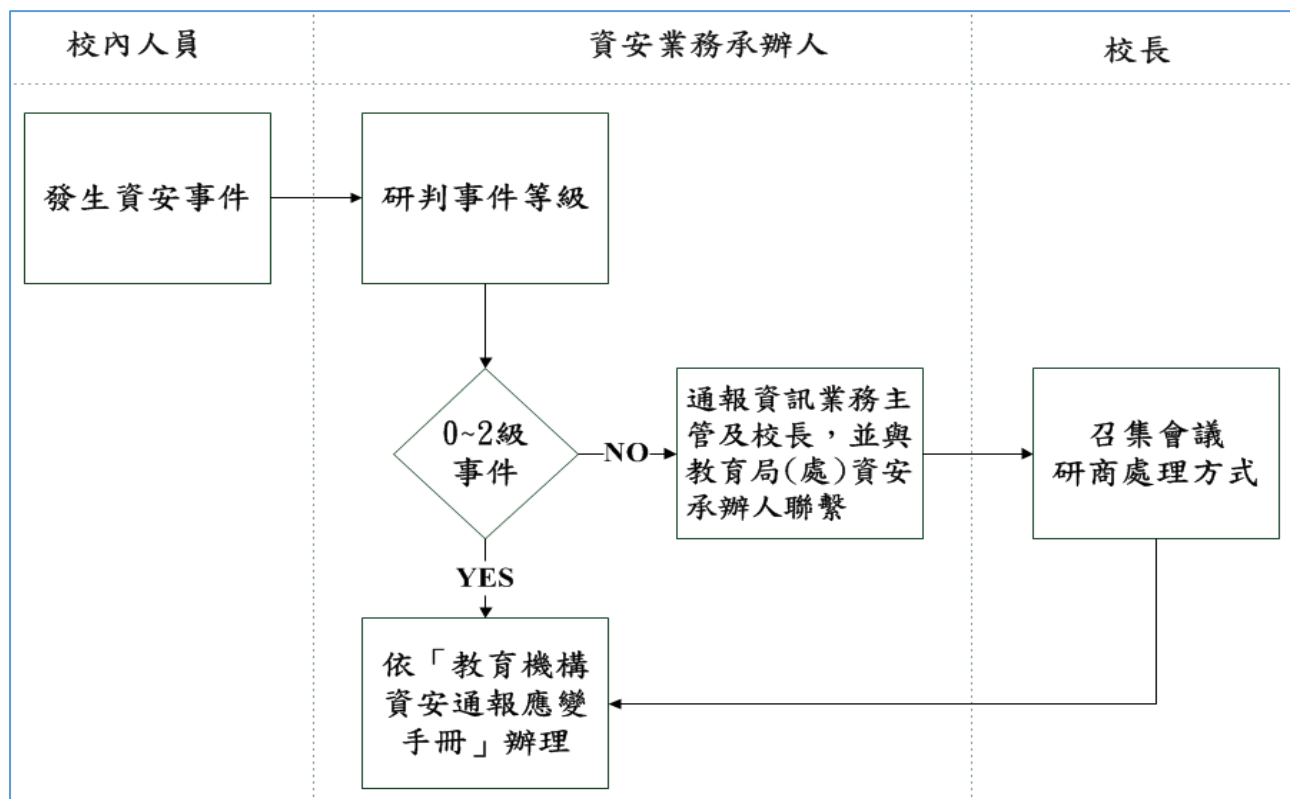 校內人員
資安業務承辦人
校長
發生資安事件
研判事件等級
0~2級
事件
NO
通報資訊業務主
管及校長，並與
教育局(處)資安
承辦人聯繫
召集會議
研商處理方式
YES
依「教育機構
資安通報應變
手冊」辦理